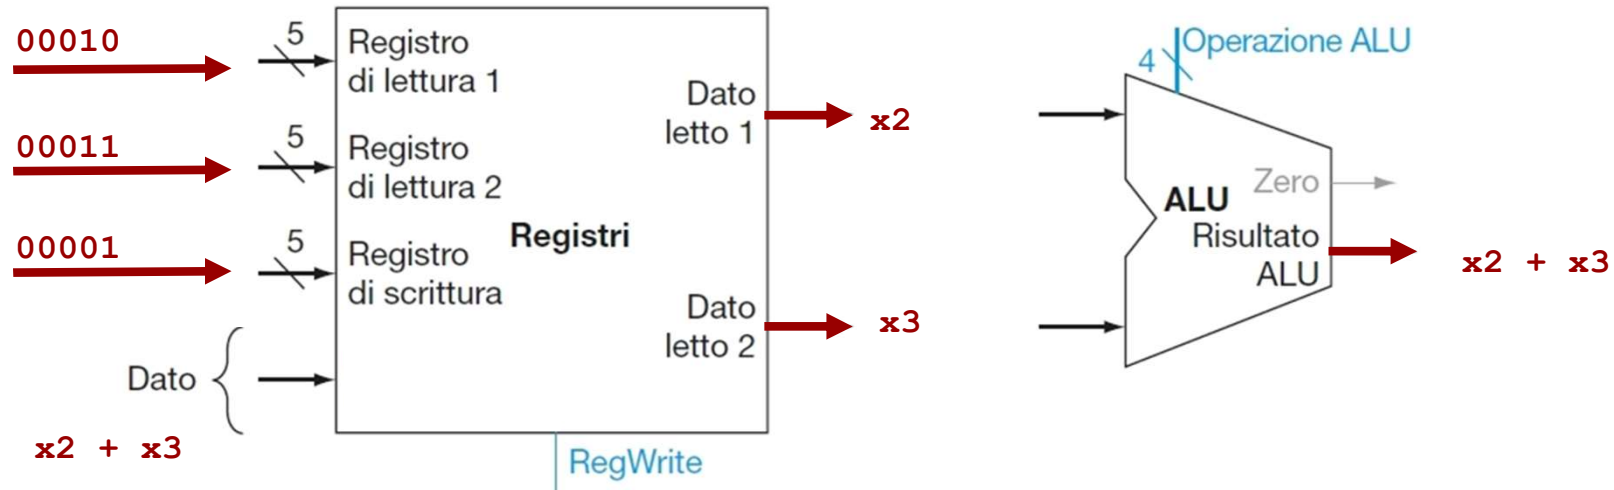 00010
5
Registro
di lettura 1
00011
5
Registro
di lettura 2
00001
5
Registro
di scrittura
Dato
x2 + x3
Registri
Dato
letto 1
x2
Dato
letto 2
x3
RegWrite
4
Operazione ALU
Zero
ALU
Risultato
ALU
x2 + x3